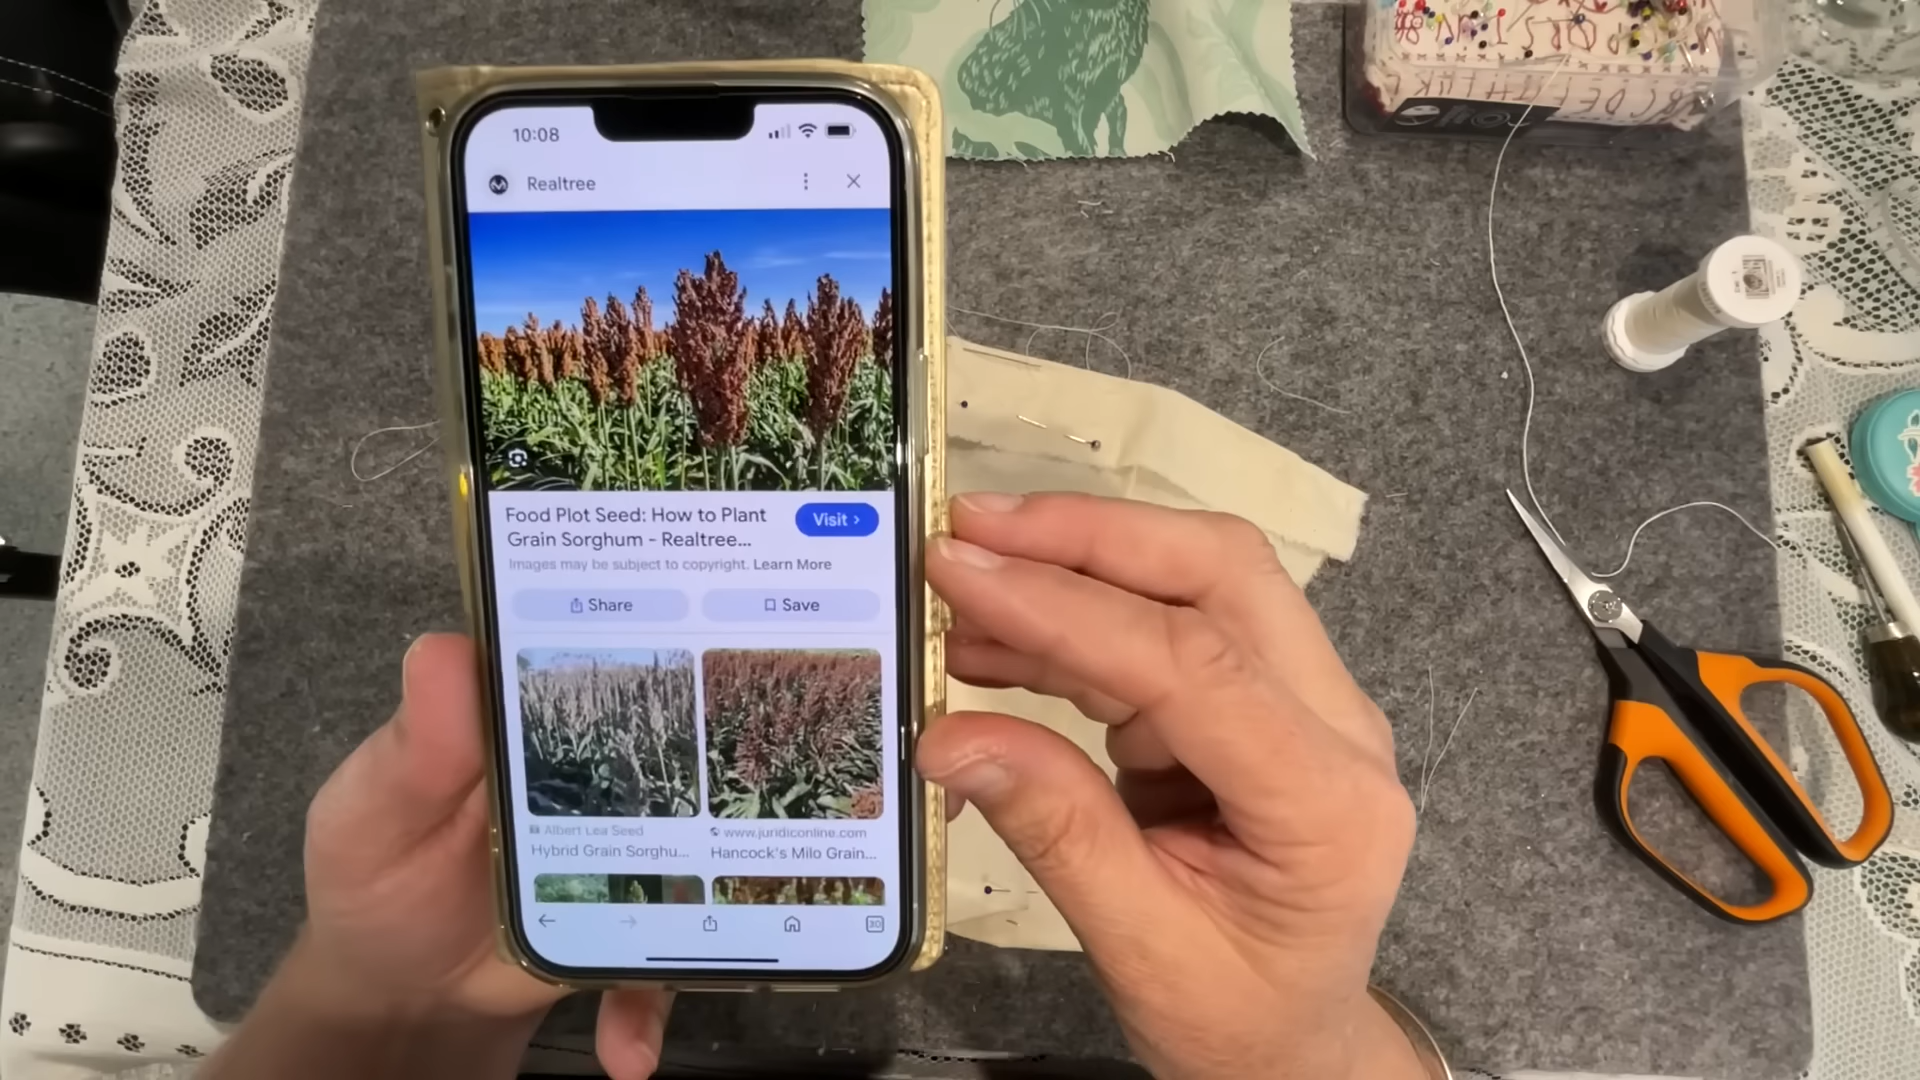 10:08
Realtree
Food Plot Seed: How to Plant
Grain Sorghum - Realtree...
Visit >
Images may be subject to copyright. Learn More
Share
Save
Albert Lea Seed
www.juridiconline.com
Hybrid Grain Sorghu...
Hancock's Milo Grain...
30